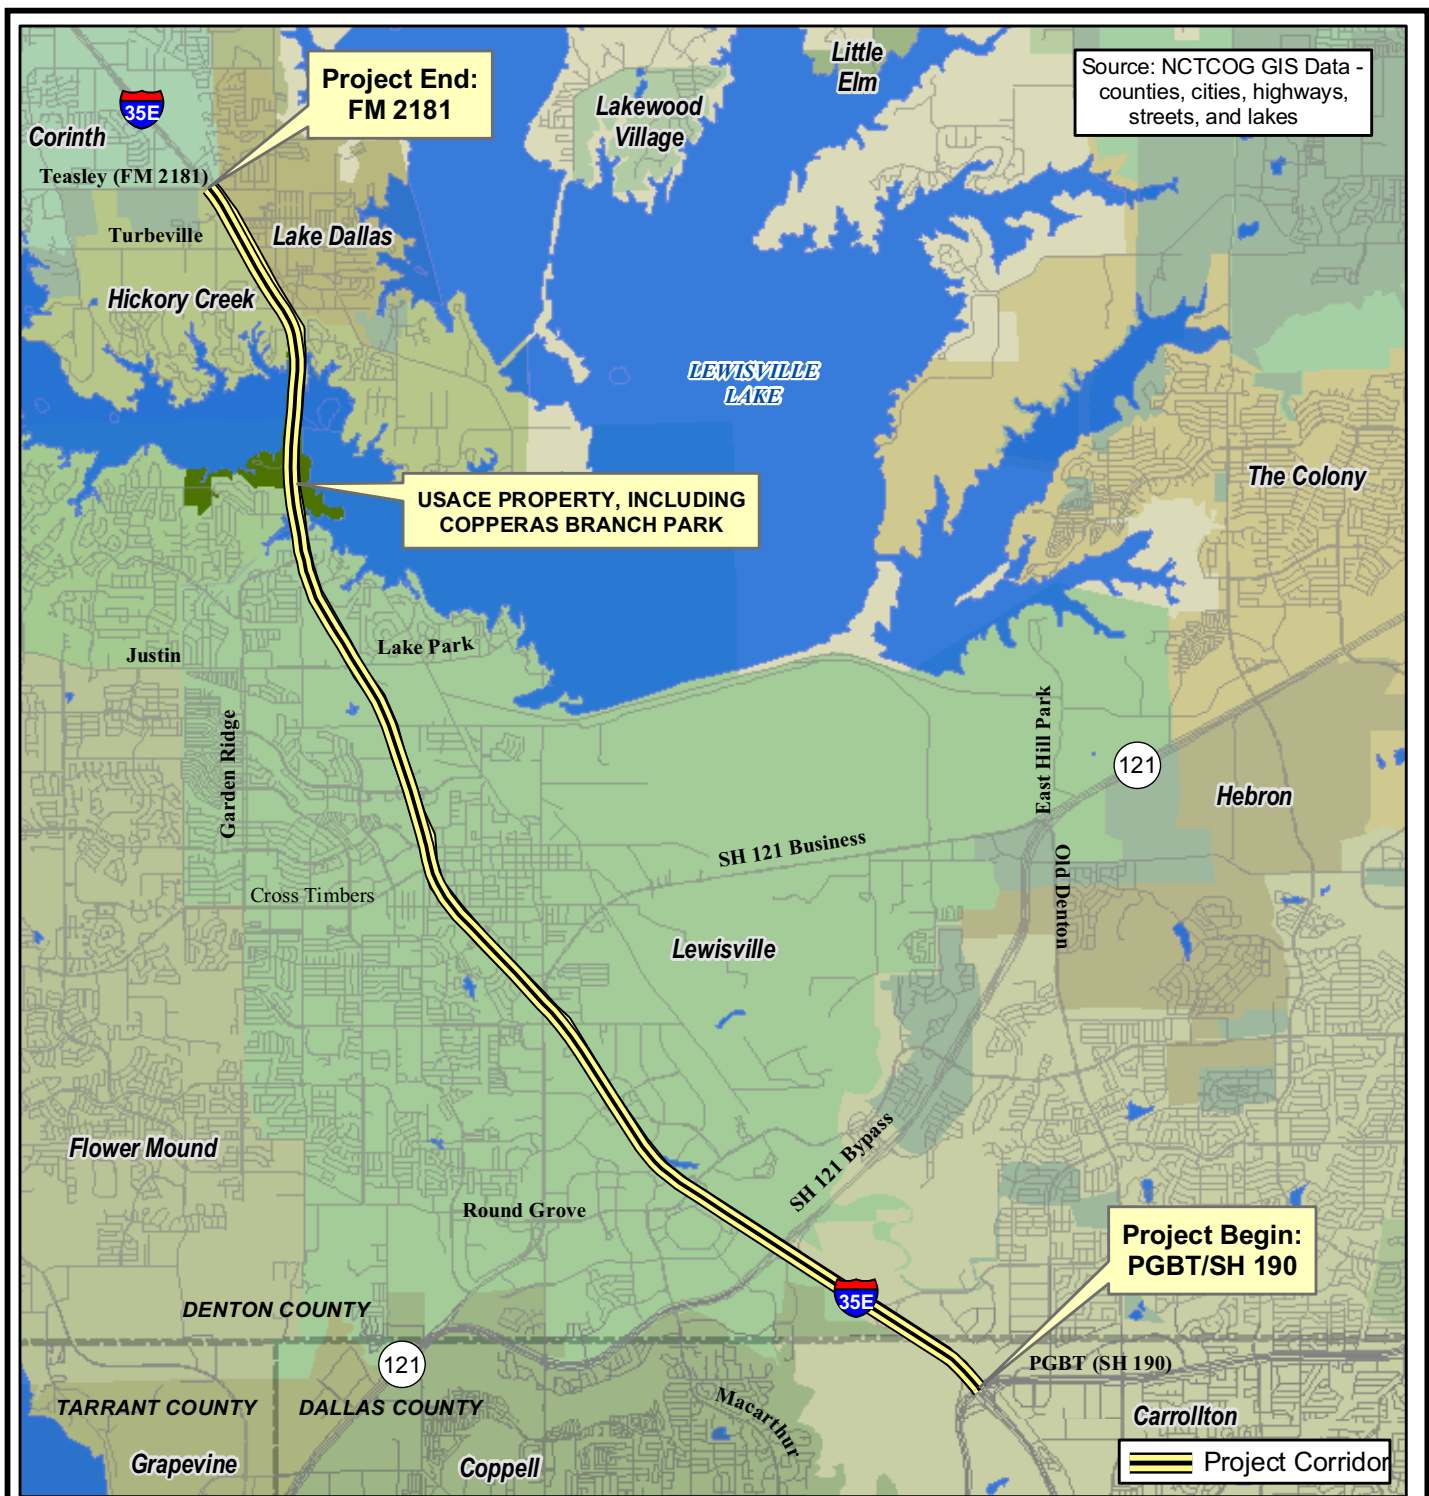 Project End:
FM 2181
Little
Elm
Source: NCTCOG GIS Data -
counties, cities, highways,
streets, and lakes
35E
Lakewood
Village
Corinth
Teasley (FM 2181)
Turbeville
Lake Dallas
Hickory Creek
LEWISVILLE
LAKE
The Colony
USACE PROPERTY, INCLUDING
COPPERAS BRANCH PARK
Lake Park
Justin
Garden Ridge
East Hill Park
121
Hebron
SH 121 Business
Old Denton
Cross Timbers
Lewisville
Flower Mound
SH 121 Bypass
Round Grove
Project Begin:
PGBT/SH 190
35E
DENTON COUNTY
121
PGBT (SH 190)
TARRANT COUNTY
DALLAS COUNTY
Macarthur
Carrollton
Grapevine
Coppell
Project Corridor